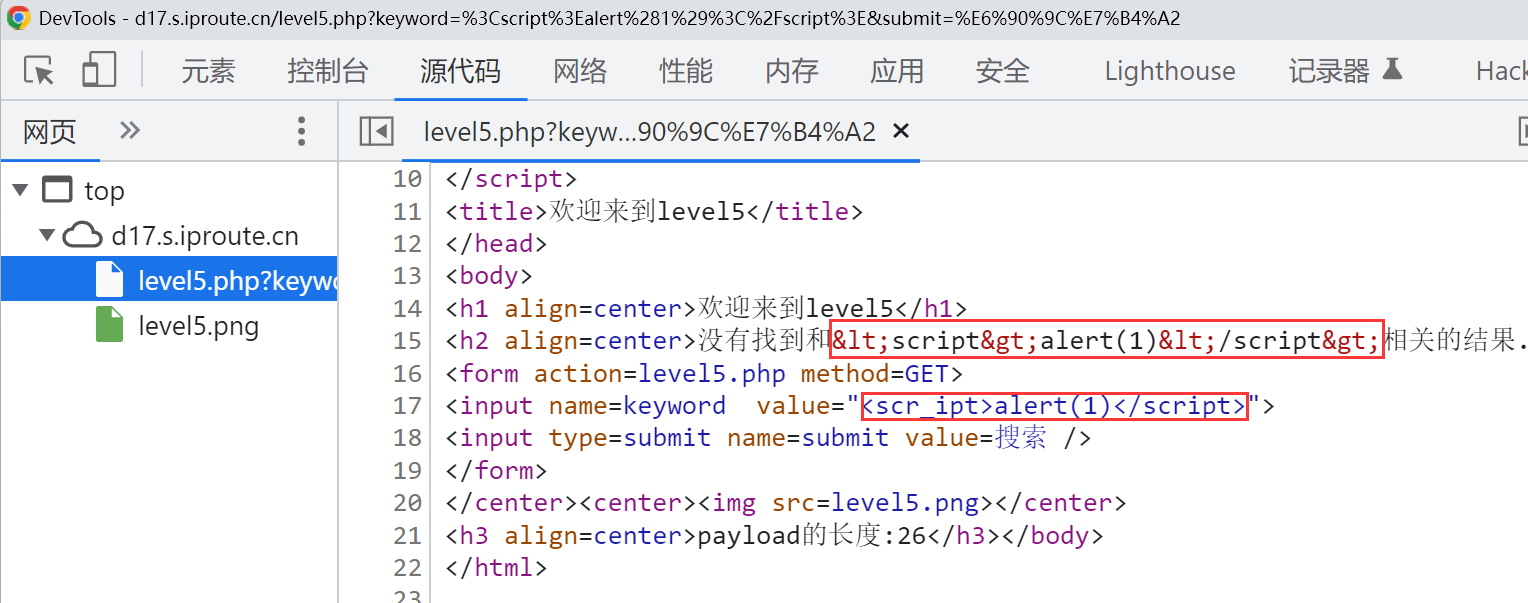 DevTools - d17.s.iproute.cn/level5.php?keyword=%3Cscript%3Ealert%281%29%3C%2Fscript%3E&submit=%E6%90%9C%E7%B4%A2
元素 控制台 源代码 网络 性能 内存 应用 安全 Lighthouse 记录器 Hack
网页 level5.php?keyw...90%9C%E7%B4%A2
top
d17.s.iproute.cn
level5.php?keyw
level5.png
10 </script>
11 <title>欢迎来到level5</title>
12 </head>
13 <body>
14 <h1 align=center>欢迎来到level5</h1>
15 <h2 align=center>没有找到和&lt;script&gt;alert(1)&lt;/script&gt;相关的结果.
16 <form action=level5.php method=GET>
17 <input name=keyword  value="<scr_ipt>alert(1)</script>">
18 <input type=submit name=submit value=搜索 />
19 </form>
20 </center><center><img src=level5.png></center>
21 <h3 align=center>payload的长度:26</h3></body>
22 </html>
23